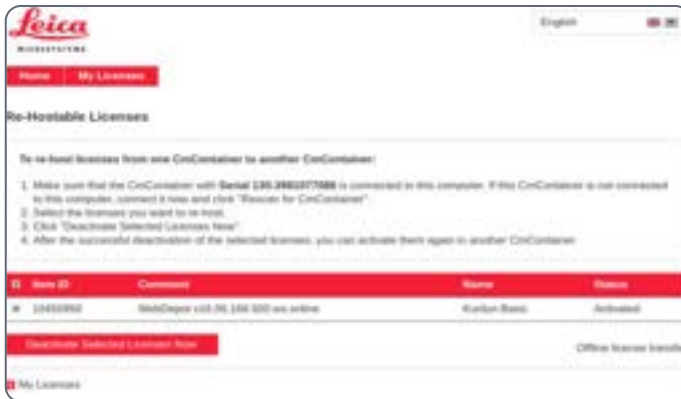 Leica
MICROSYSTEMS
English
Home My Licenses
Re-Hostable Licenses
To re-host licenses from one CmContainer to another CmContainer:
1. Make sure that the CmContainer with Serial is connected to this computer. If this CmContainer is not connected
to this computer, connect it now and click "Rescan for CmContainer".
2. Select the licenses you want to re-host.
3. Click "Deactivate Selected Licenses Now".
4. After the successful deactivation of the selected licenses, you can activate them again in another CmContainer.
Item ID Comment Name Status
online Basic Activated
Deactivate Selected Licenses Now
Offline license transfer
My Licenses